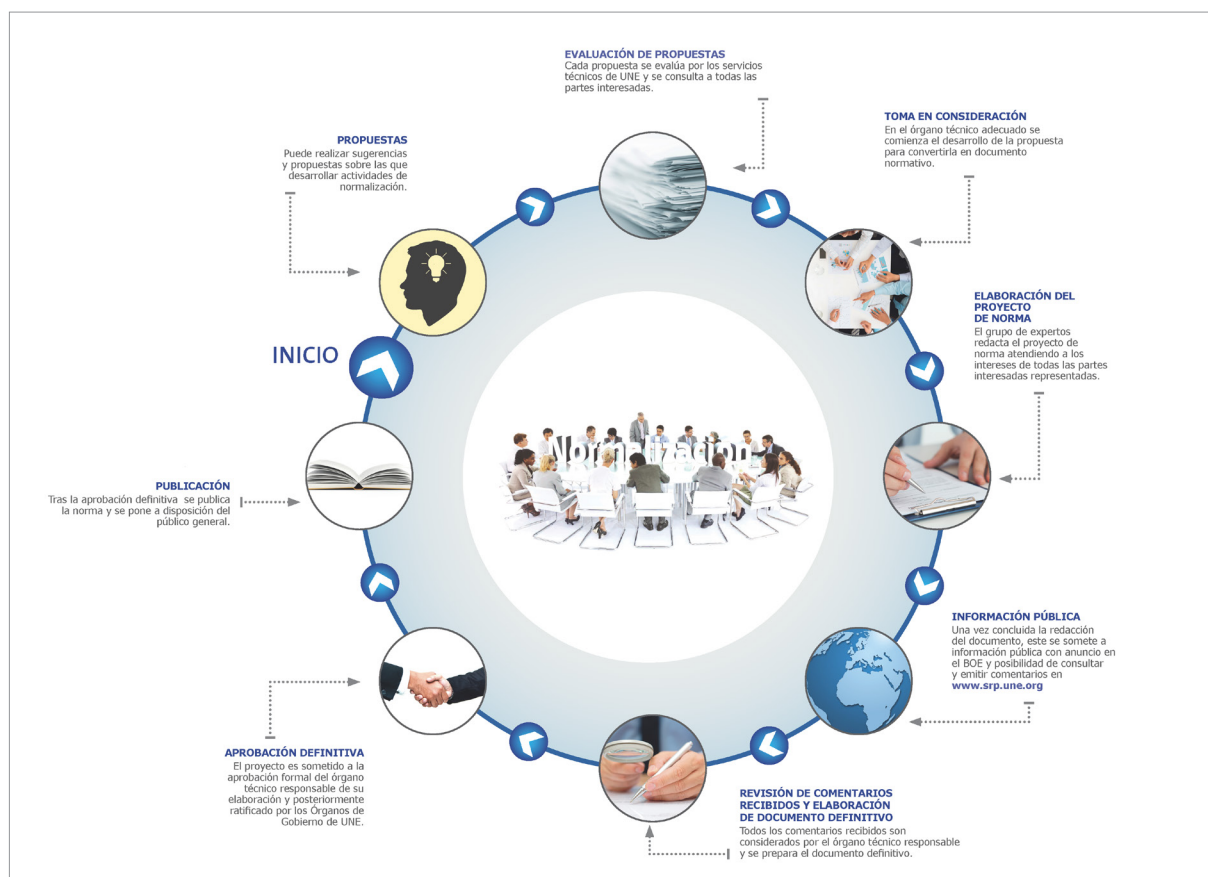 EVALUACIÓN DE PROPUESTAS
Cada propuesta se evalúa por los servicios
técnicos de UNE y se consulta a todas las
partes interesadas.
TOMA EN CONSIDERACIÓN
En el órgano técnico adecuado se
comienza el desarrollo de la propuesta
para convertirla en documento
normativo.
PROPUESTAS
Puede realizar sugerencias
y propuestas sobre las que
desarrollar actividades de
normalización.
ELABORACIÓN DEL
PROYECTO
DE NORMA
El grupo de expertos
redacta el proyecto de
norma atendiendo a los
intereses de todas las partes
interesadas representadas.
INICIO
Normalización
PUBLICACIÓN
Tras la aprobación definitiva se publica
la norma y se pone a disposición del
público general.
INFORMACIÓN PÚBLICA
Una vez concluida la redacción
del documento, este se somete a
información pública con anuncio en
el BOE y posibilidad de consultar
y emitir comentarios en
www.srp.une.org
APROBACIÓN DEFINITIVA
El proyecto es sometido a la
aprobación formal del órgano
técnico responsable de su
elaboración y posteriormente
ratificado por los Órganos de
Gobierno de UNE.
REVISIÓN DE COMENTARIOS
RECIBIDOS Y ELABORACIÓN
DE DOCUMENTO DEFINITIVO
Todos los comentarios recibidos son
considerados por el órgano técnico responsable
y se prepara el documento definitivo.